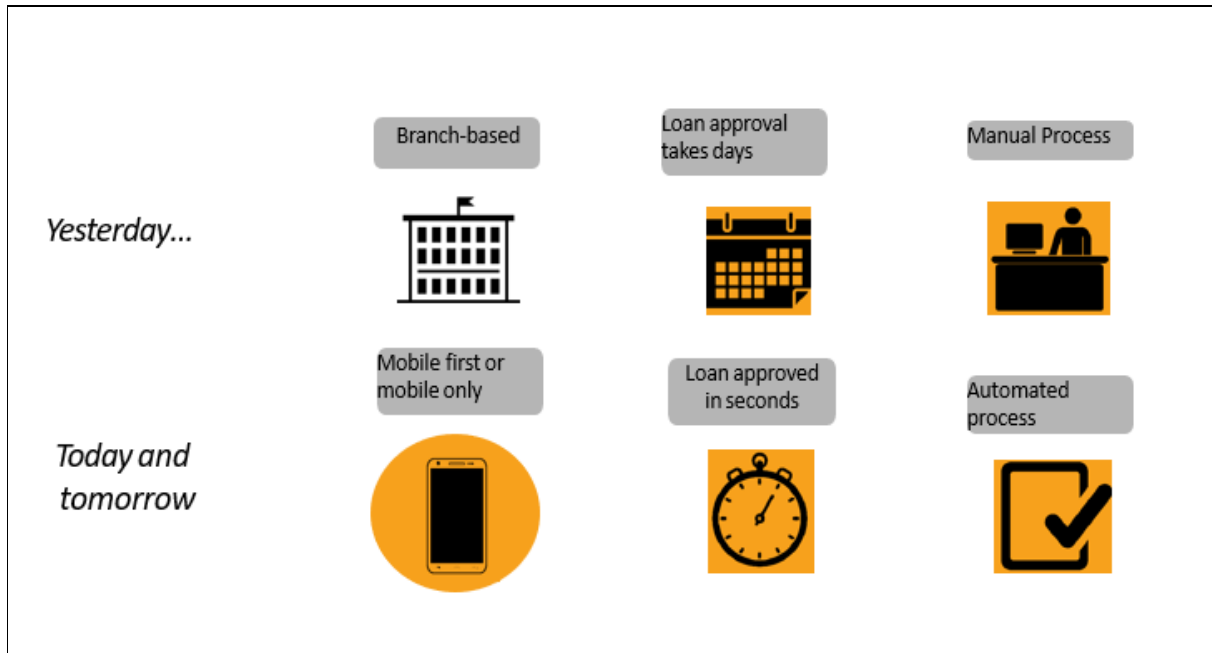 Branch-based
Loan approval
takes days
Manual Process
Yesterday...
Mobile first or
mobile only
Loan approved
in seconds
Automated
process
Today and
tomorrow